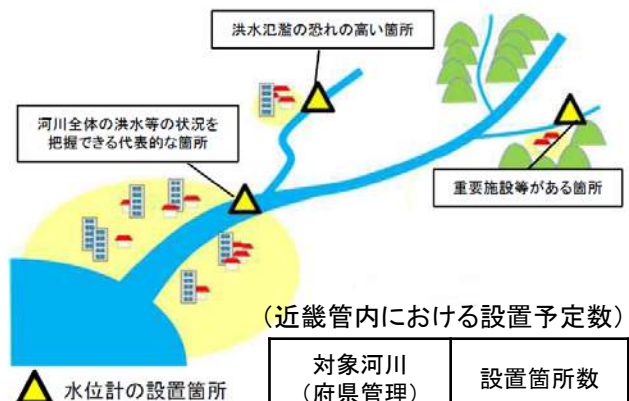 洪水氾濫の恐れの高い箇所
河川全体の洪水等の状況を
把握できる代表的な箇所
重要施設等がある箇所
（近畿管内における設置予定数）
水位計の設置箇所
対象河川
（府県管理）
設置箇所数